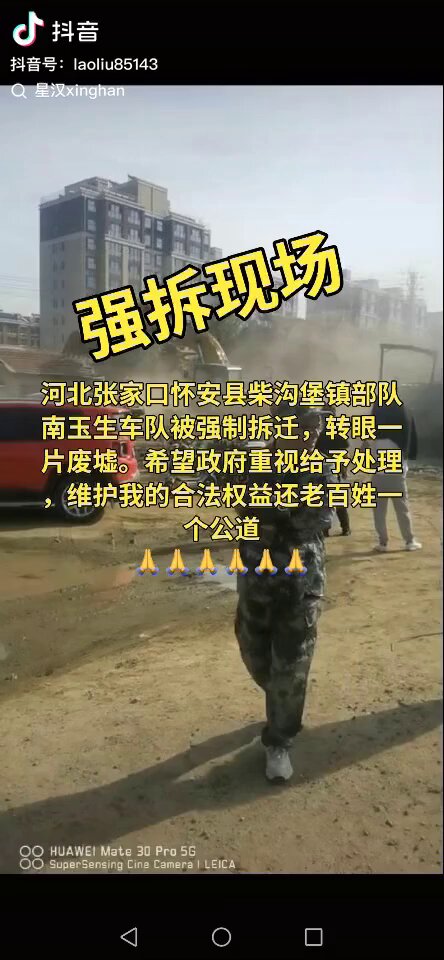 抖音
抖音号：laoliu85143
星汉xinghan
强拆现场
河北张家口怀安县柴沟堡镇部队
南玉生车队被强制拆迁，转眼一
片废墟。希望政府重视给予处理
，维护我的合法权益还老百姓一
个公道
🙏🙏🙏🙏🙏🙏
HUAWEI Mate 30 Pro 5G
SuperSensing Cine Camera | LEICA